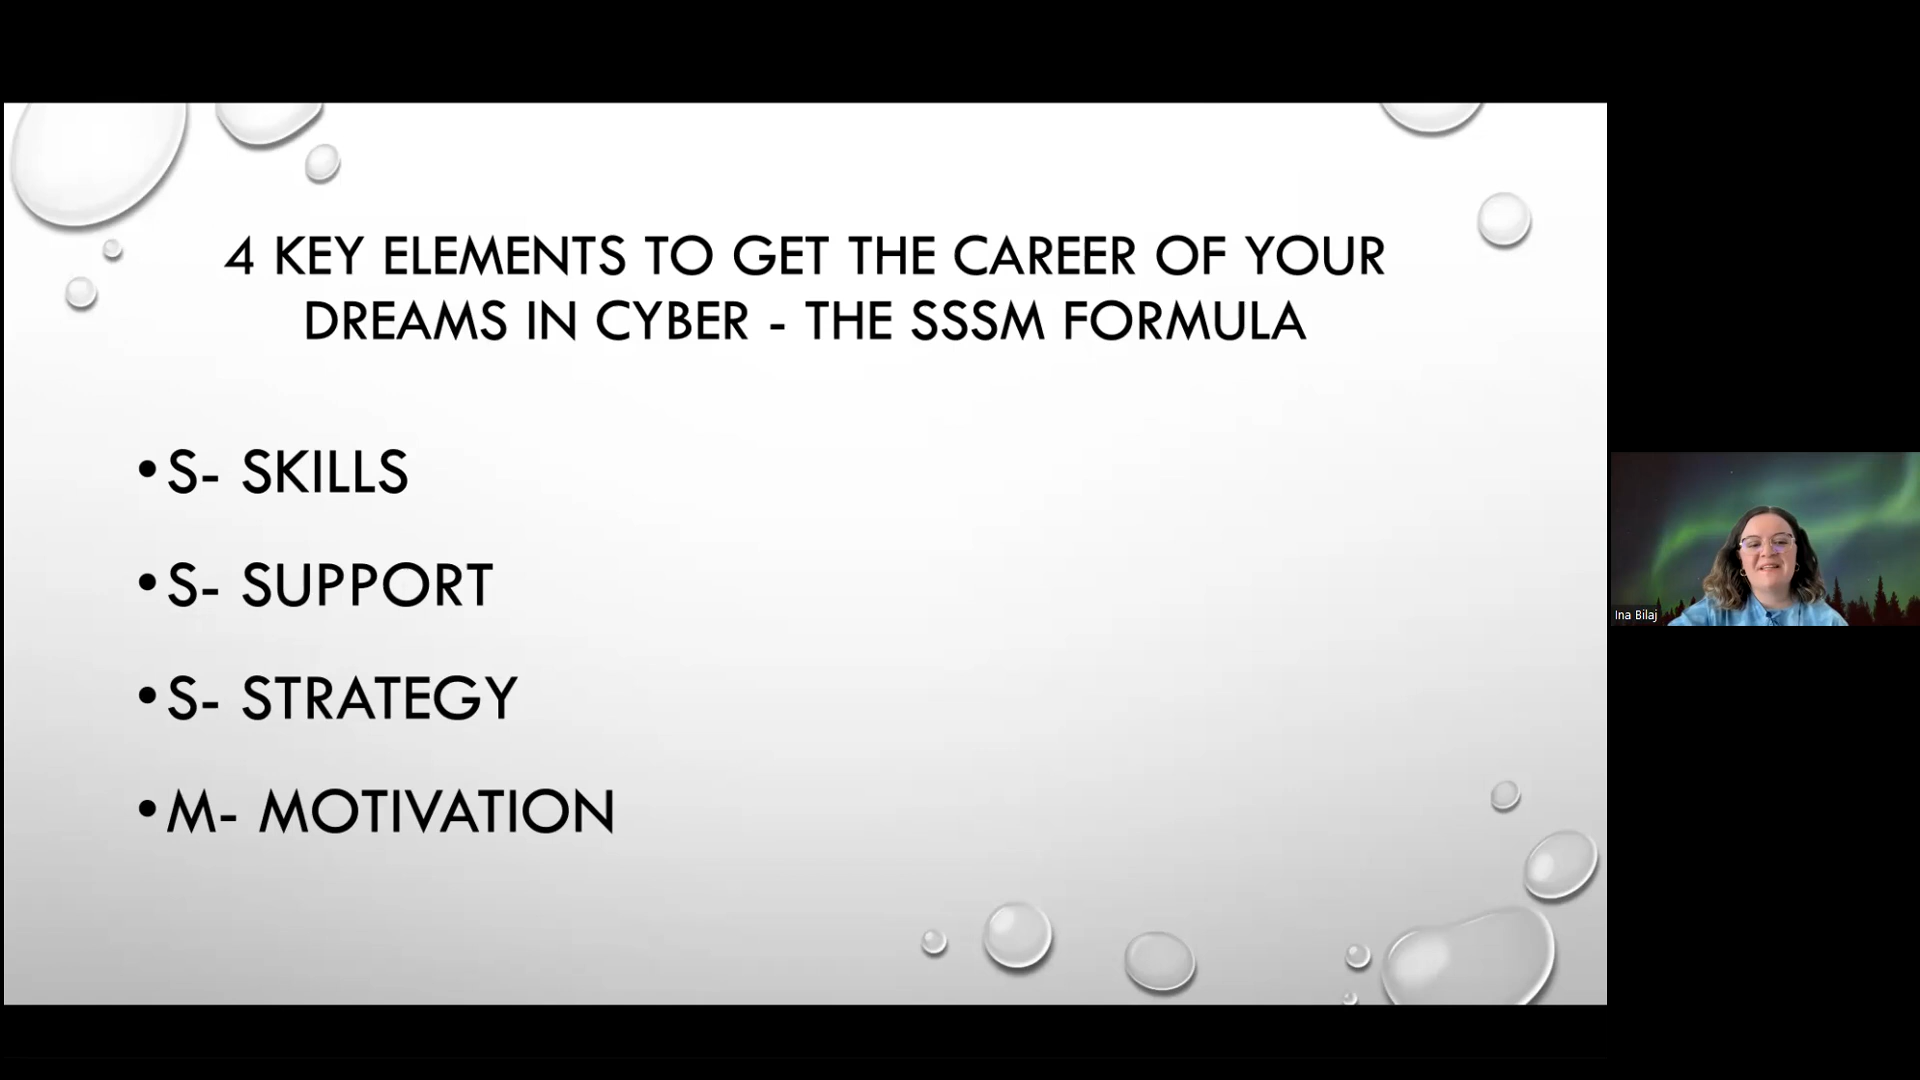 4 KEY ELEMENTS TO GET THE CAREER OF YOUR
DREAMS IN CYBER - THE SSSM FORMULA
•S- SKILLS
•S- SUPPORT
•S- STRATEGY
•M- MOTIVATION
Ina Bilaj